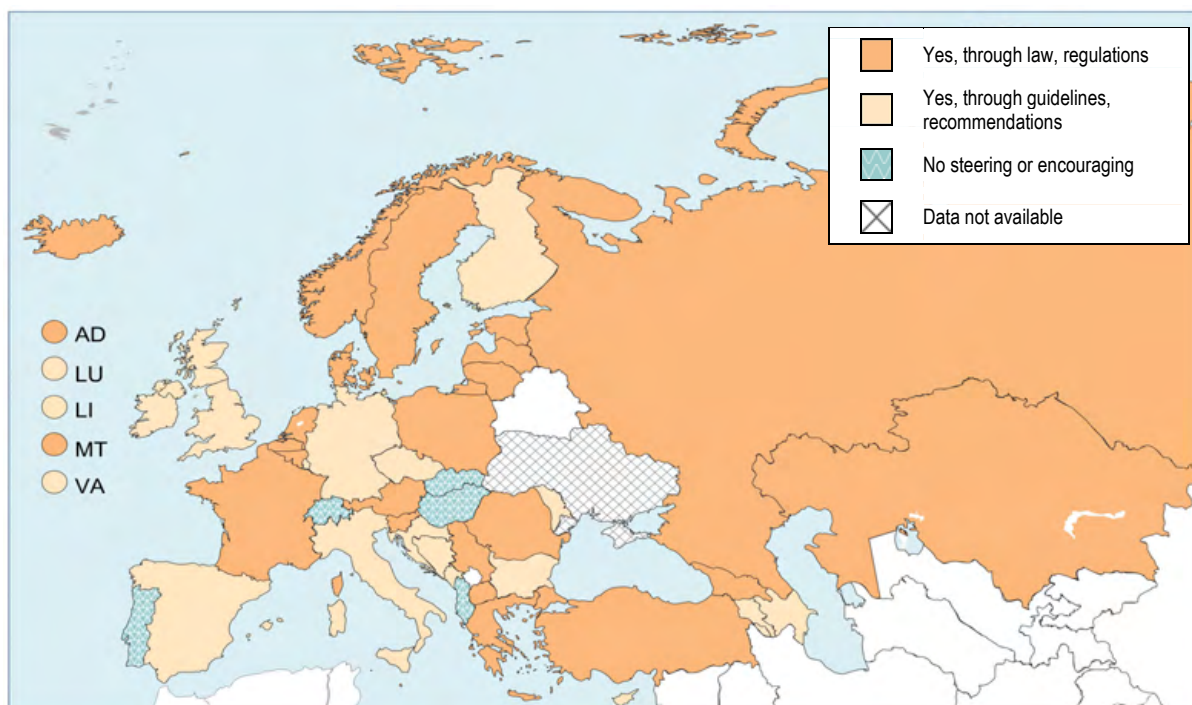 Yes, through law, regulations
Yes, through guidelines,
recommendations
No steering or encouraging
Data not available
AD
LU
LI
MT
VA